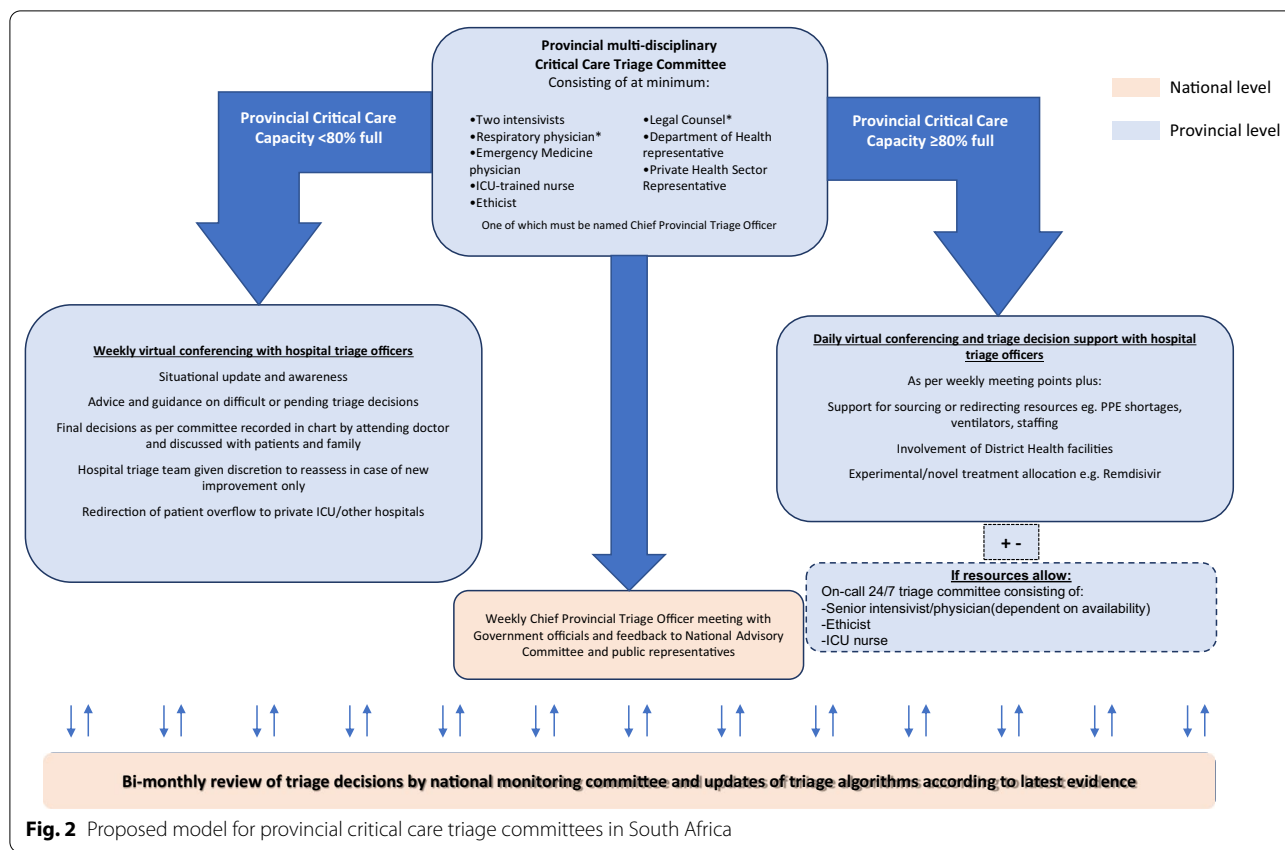 Provincial multi-disciplinary
Critical Care Triage Committee
Consisting of at minimum:
•Two intensivists
•Respiratory physician*
•Emergency Medicine
physician
•ICU-trained nurse
•Ethicist
•Legal Counsel*
•Department of Health
representative
•Private Health Sector
Representative
One of which must be named Chief Provincial Triage Officer
National level
Provincial level
Provincial Critical Care
Capacity <80% full
Provincial Critical Care
Capacity ≥80% full
Weekly virtual conferencing with hospital triage officers
Situational update and awareness
Advice and guidance on difficult or pending triage decisions
Final decisions as per committee recorded in chart by attending doctor
and discussed with patients and family
Hospital triage team given discretion to reassess in case of new
improvement only
Redirection of patient overflow to private ICU/other hospitals
Daily virtual conferencing and triage decision support with hospital
triage officers
As per weekly meeting points plus:
Support for sourcing or redirecting resources eg. PPE shortages,
ventilators, staffing
Involvement of District Health facilities
Experimental/novel treatment allocation e.g. Remdisivir
+ -
If resources allow:
On-call 24/7 triage committee consisting of:
-Senior intensivist/physician(dependent on availability)
-Ethicist
-ICU nurse
Weekly Chief Provincial Triage Officer meeting with
Government officials and feedback to National Advisory
Committee and public representatives
Bi-monthly review of triage decisions by national monitoring committee and updates of triage algorithms according to latest evidence
Fig. 2 Proposed model for provincial critical care triage committees in South Africa